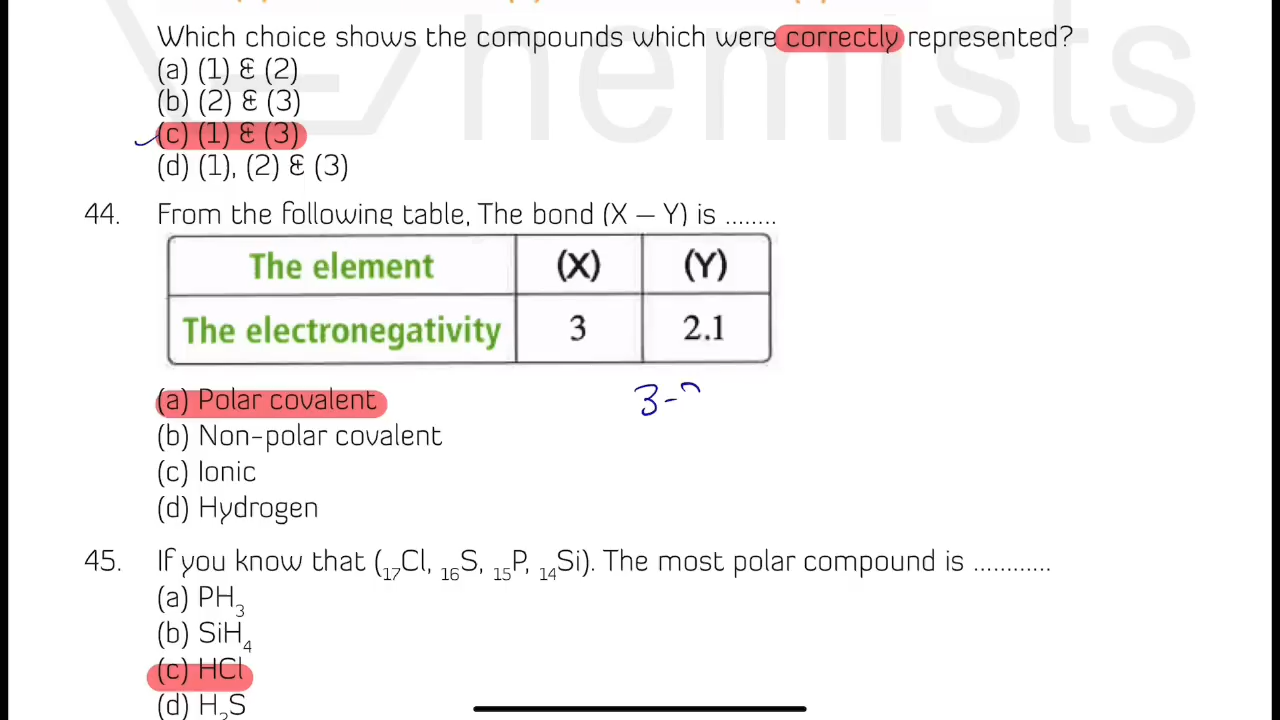 Which choice shows the compounds which were correctly represented?
(a) (1) & (2)
(b) (2) & (3)
(c) (1) & (3)
(d) (1), (2) & (3)
44. From the following table, The bond (X – Y) is ........
The element (X) (Y)
The electronegativity 3 2.1
3-
(a) Polar covalent
(b) Non-polar covalent
(c) Ionic
(d) Hydrogen
45. If you know that (₁₇Cl, ₁₆S, ₁₅P, ₁₄Si). The most polar compound is ............
(a) PH₃
(b) SiH₄
(c) HCl
(d) H₂S